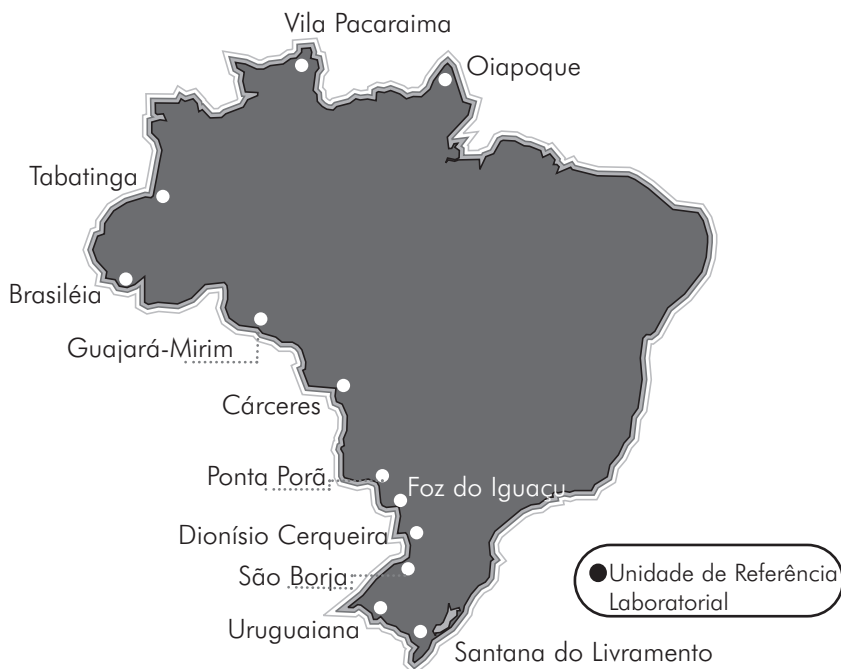 Vila Pacaraima
Oiapoque
Tabatinga
Brasiléia
Guajará-Mirim
Cárceres
Ponta Porã
Foz do Iguaçu
Dionísio Cerqueira
São Borja
Unidade de Referência
Laboratorial
Uruguaiana
Santana do Livramento